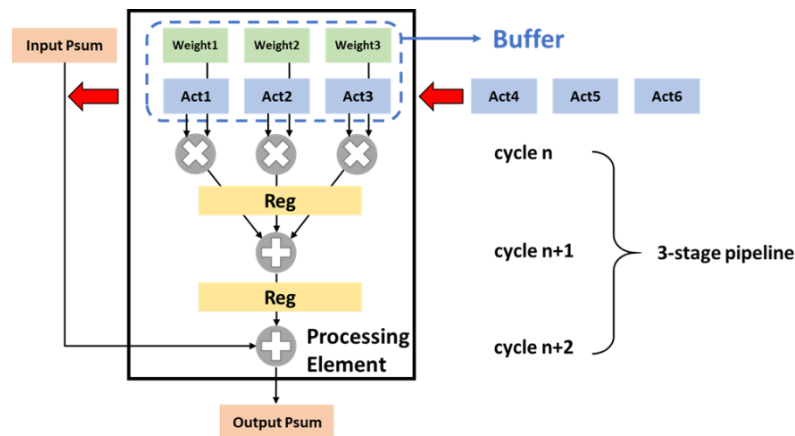 Input Psum
Weight1 Weight2 Weight3
Buffer
Act1 Act2 Act3
Act4 Act5 Act6
cycle n
Reg
cycle n+1
3-stage pipeline
Reg
Processing
Element
cycle n+2
Output Psum